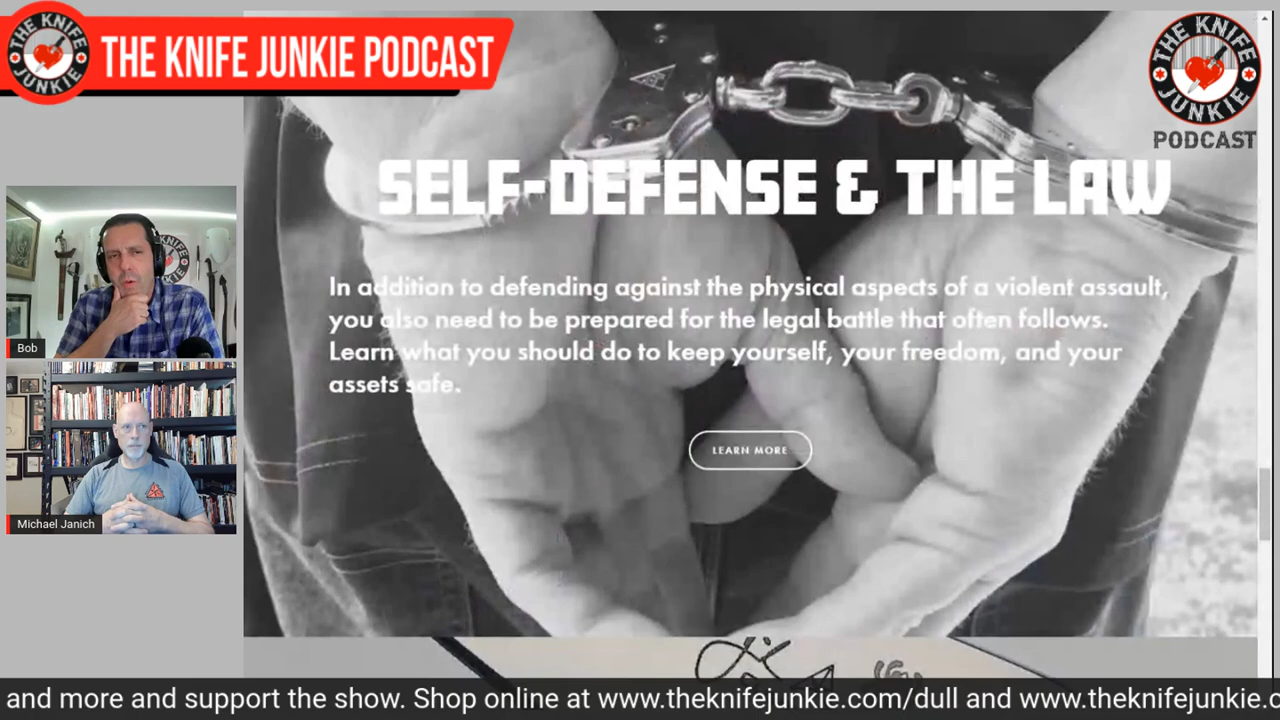 THE KNIFE JUNKIE
THE KNIFE JUNKIE PODCAST
THE KNIFE JUNKIE
PODCAST
KNIFE
JUNKIE
Bob
Michael Janich
SELF-DEFENSE & THE LAW
In addition to defending against the physical aspects of a violent assault,
you also need to be prepared for the legal battle that often follows.
Learn what you should do to keep yourself, your freedom, and your
assets safe.
LEARN MORE
and more and support the show. Shop online at www.theknifejunkie.com/dull and www.theknifejunkie.c